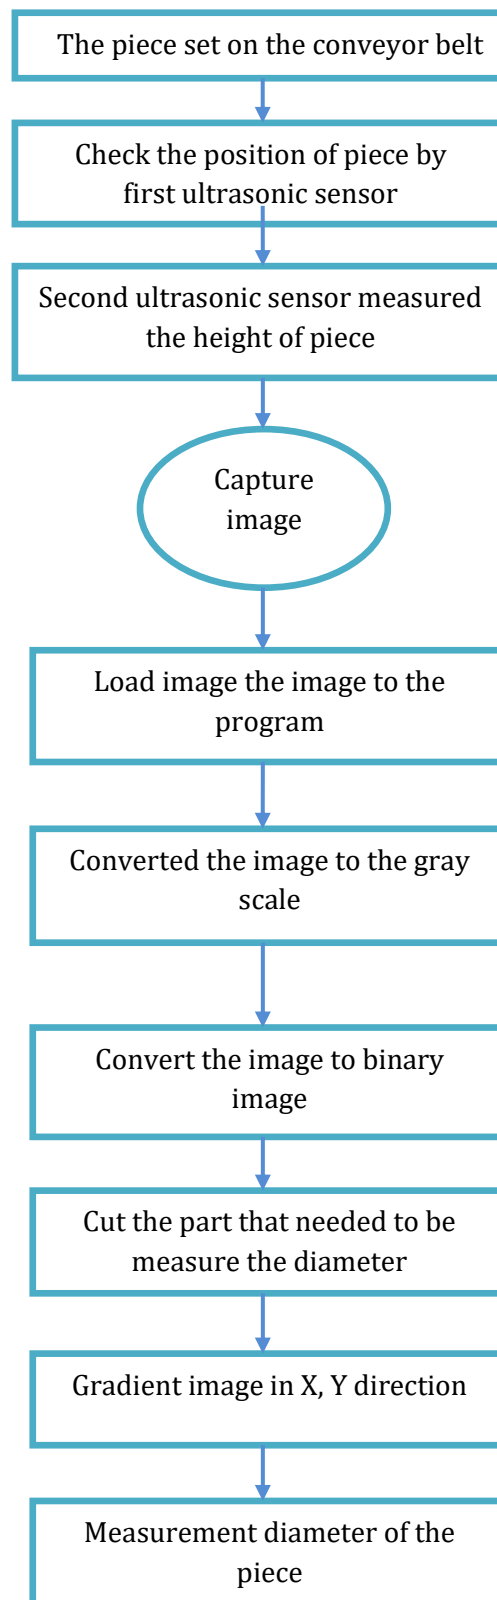 The piece set on the conveyor belt
Check the position of piece by
first ultrasonic sensor
Second ultrasonic sensor measured
the height of piece
Capture
image
Load image the image to the
program
Converted the image to the gray
scale
Convert the image to binary
image
Cut the part that needed to be
measure the diameter
Gradient image in X, Y direction
Measurement diameter of the
piece